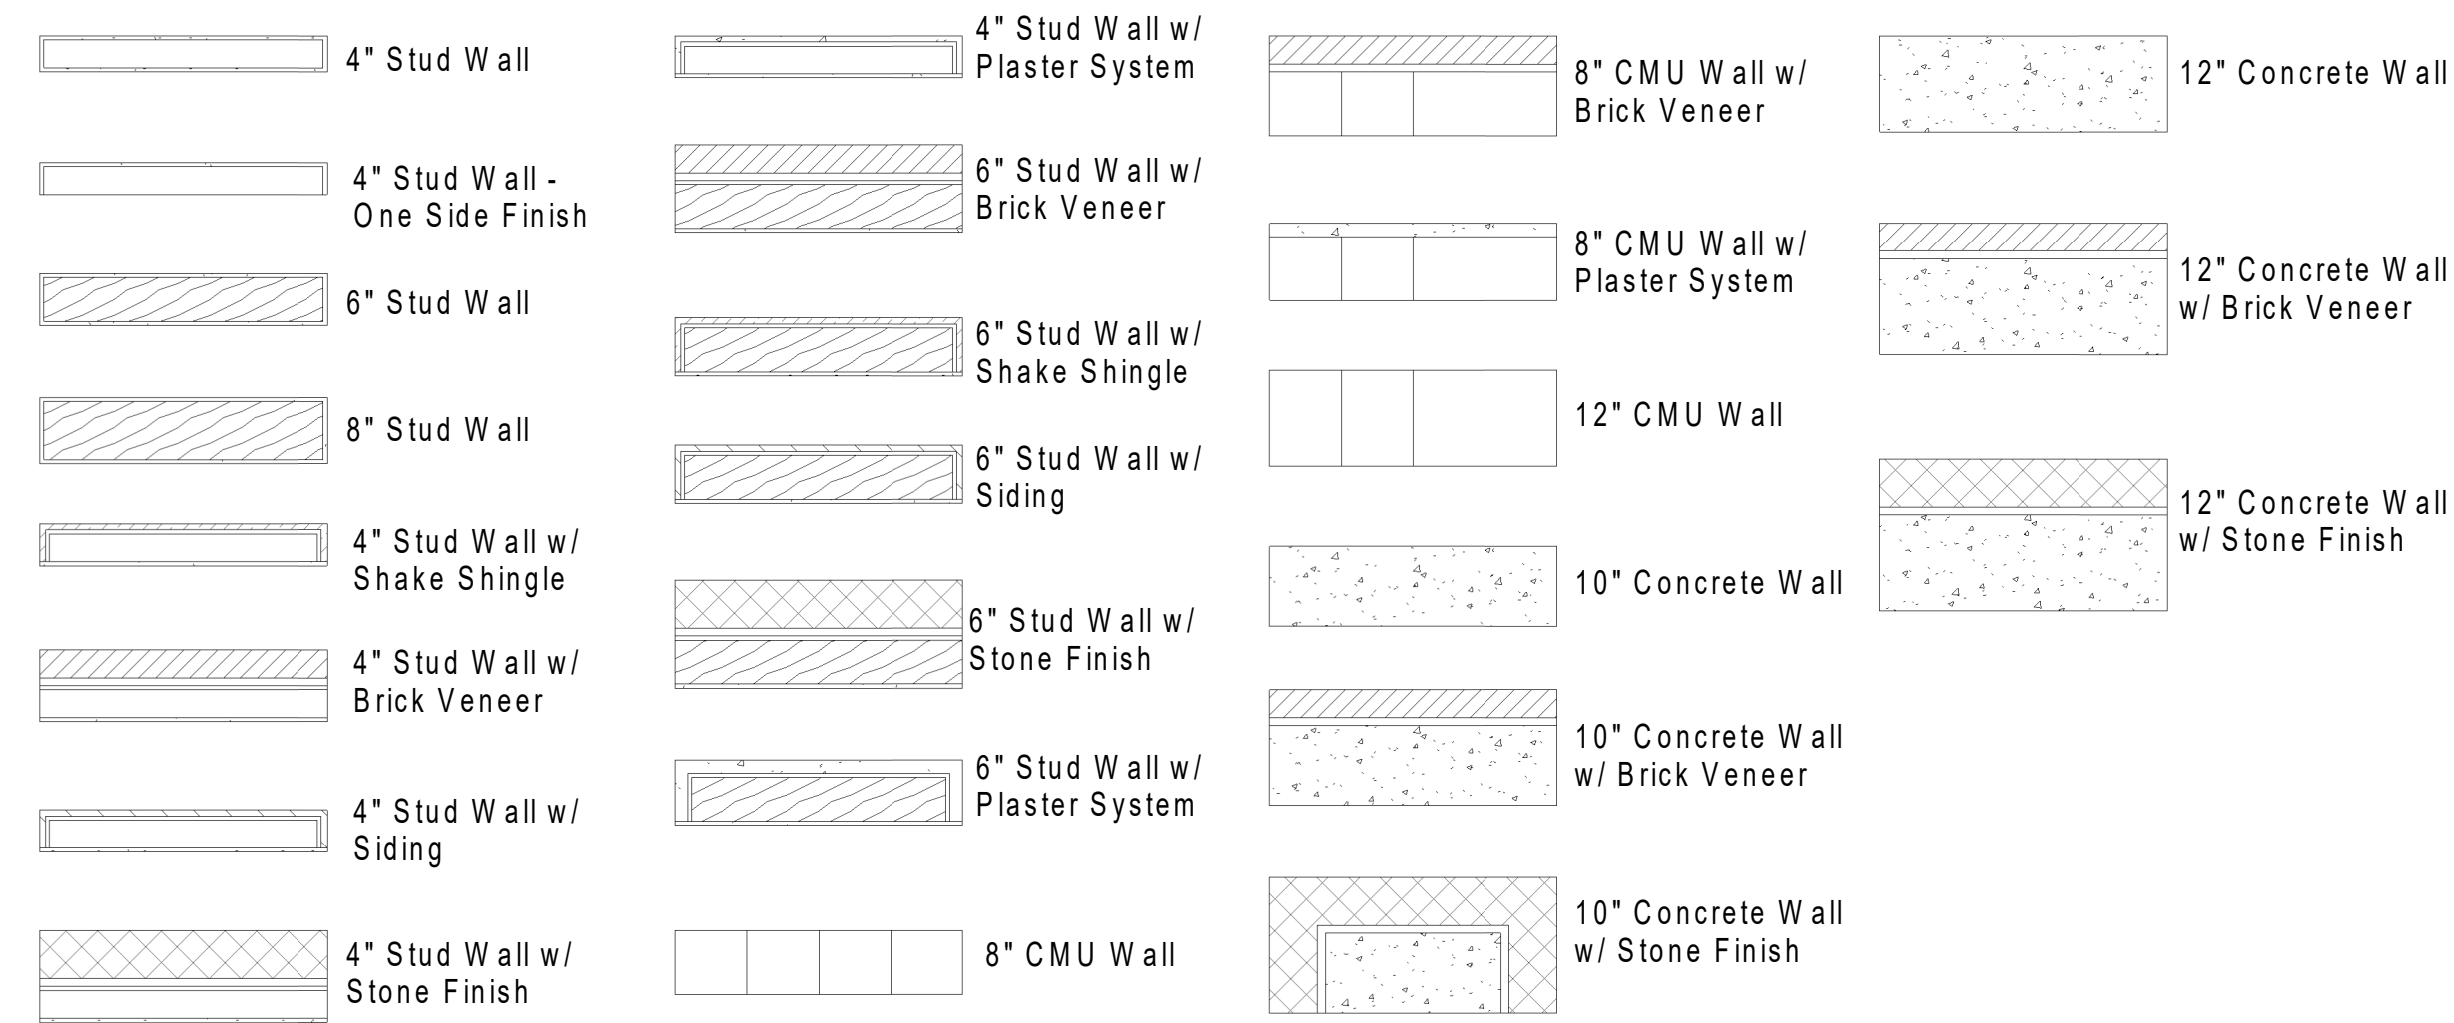 4" Stud Wall
4" Stud Wall -
One Side Finish
6" Stud Wall
8" Stud Wall
4" Stud Wall w/
Shake Shingle
4" Stud Wall w/
Brick Veneer
4" Stud Wall w/
Siding
4" Stud Wall w/
Stone Finish
4" Stud Wall w/
Plaster System
6" Stud Wall w/
Brick Veneer
6" Stud Wall w/
Shake Shingle
6" Stud Wall w/
Siding
6" Stud Wall w/
Stone Finish
6" Stud Wall w/
Plaster System
8" CMU Wall
8" CMU Wall w/
Brick Veneer
8" CMU Wall w/
Plaster System
12" CMU Wall
10" Concrete Wall
10" Concrete Wall
w/ Brick Veneer
10" Concrete Wall
w/ Stone Finish
12" Concrete Wall
12" Concrete Wall
w/ Brick Veneer
12" Concrete Wall
w/ Stone Finish